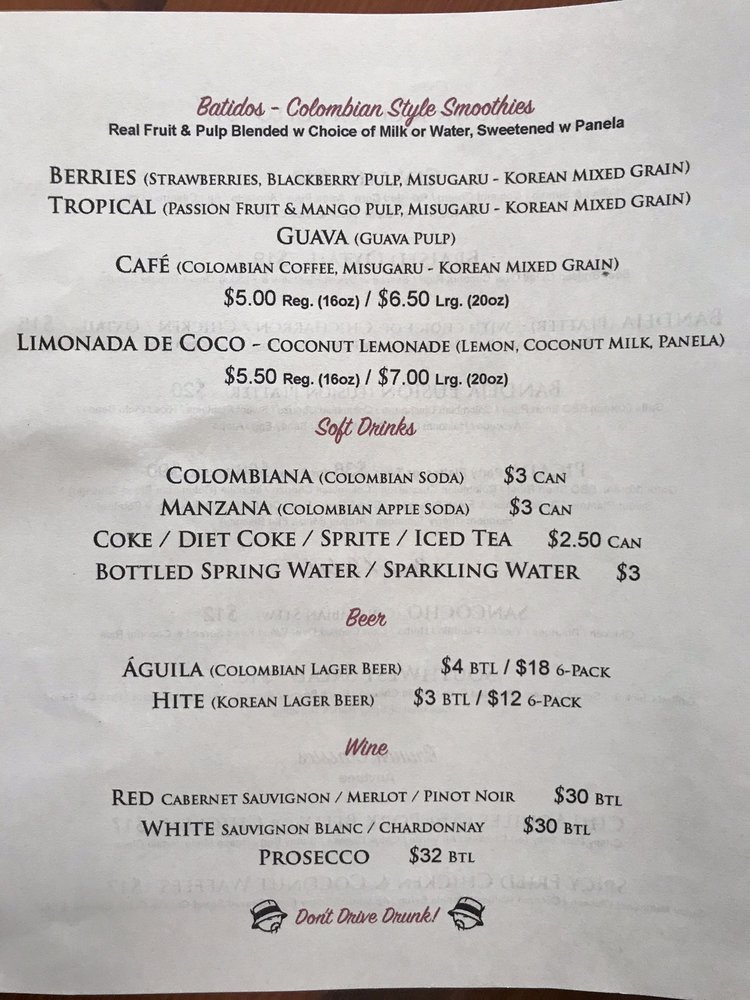 Batidos - Colombian Style Smoothies
Real Fruit & Pulp Blended w Choice of Milk or Water, Sweetened w Panela
BERRIES (STRAWBERRIES, BLACKBERRY PULP, MISUGARU - KOREAN MIXED GRAIN)
TROPICAL (PASSION FRUIT & MANGO PULP, MISUGARU - KOREAN MIXED GRAIN)
GUAVA (GUAVA PULP)
CAFÉ (COLOMBIAN COFFEE, MISUGARU - KOREAN MIXED GRAIN)
$5.00 Reg. (16oz) / $6.50 Lrg. (20oz)
LIMONADA DE COCO - COCONUT LEMONADE (LEMON, COCONUT MILK, PANELA)
$5.50 Reg. (16oz) / $7.00 Lrg. (20oz)
Soft Drinks
COLOMBIANA (COLOMBIAN SODA) $3 CAN
MANZANA (COLOMBIAN APPLE SODA) $3 CAN
COKE / DIET COKE / SPRITE / ICED TEA $2.50 CAN
BOTTLED SPRING WATER / SPARKLING WATER $3
Beer
ÁGUILA (COLOMBIAN LAGER BEER) $4 BTL / $18 6-PACK
HITE (KOREAN LAGER BEER) $3 BTL / $12 6-PACK
Wine
RED CABERNET SAUVIGNON / MERLOT / PINOT NOIR $30 BTL
WHITE SAUVIGNON BLANC / CHARDONNAY $30 BTL
PROSECCO $32 BTL
Don't Drive Drunk!